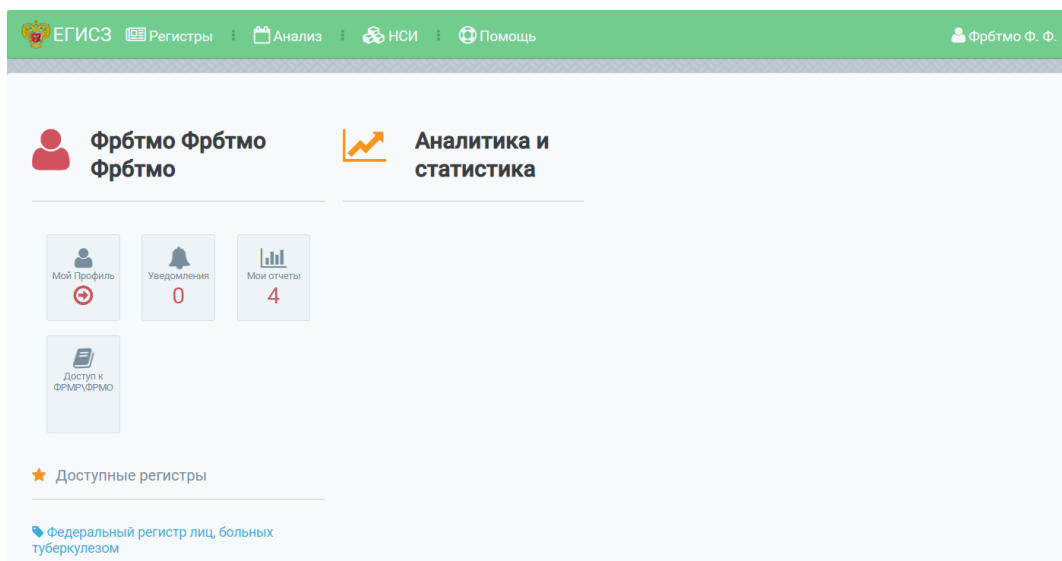 ЕГИСЗ Регистры Анализ НСИ Помощь Фрбтмо Ф. Ф.
Фрбтмо Фрбтмо
Фрбтмо
Аналитика и
статистика
Мой Профиль
Уведомления
0
Мои отчеты
4
Доступ к
ФРМР\ФРМО
Доступные регистры
Федеральный регистр лиц, больных
туберкулезом